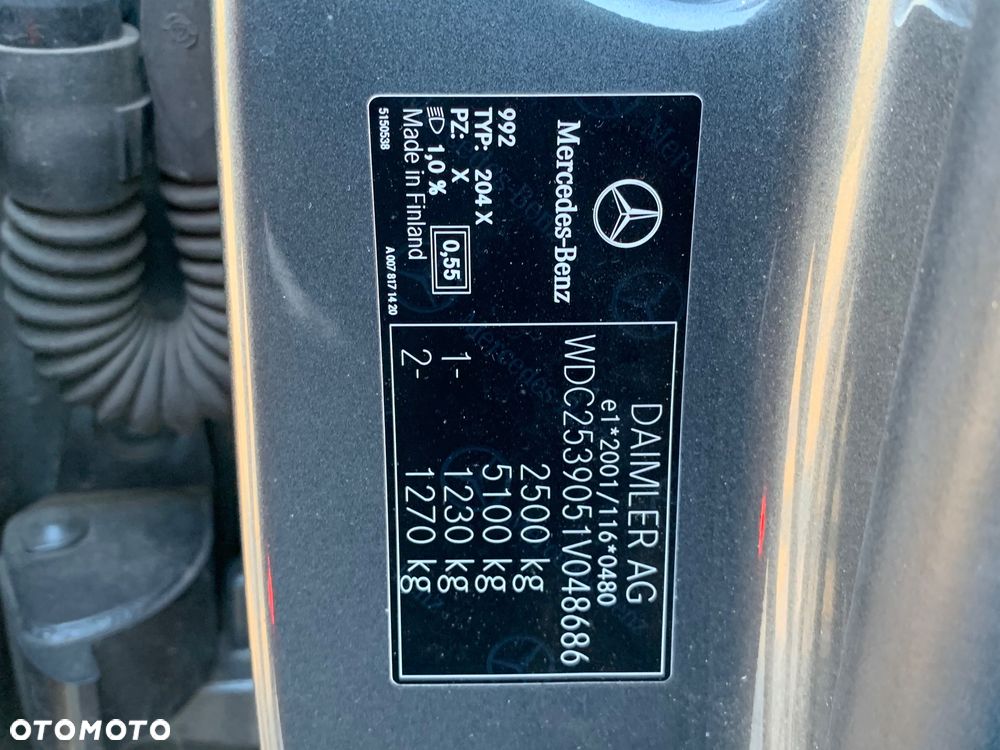 Mercedes-Benz
992
TYP: 204 X
PZ: X
1,0 %
0,55
Made in Finland
5150538
A 007 817 14 20
DAIMLER AG
e1*2001/116*0480
WDC2539051V048686
2500 kg
5100 kg
1- 1230 kg
2- 1270 kg
OTOMOTO